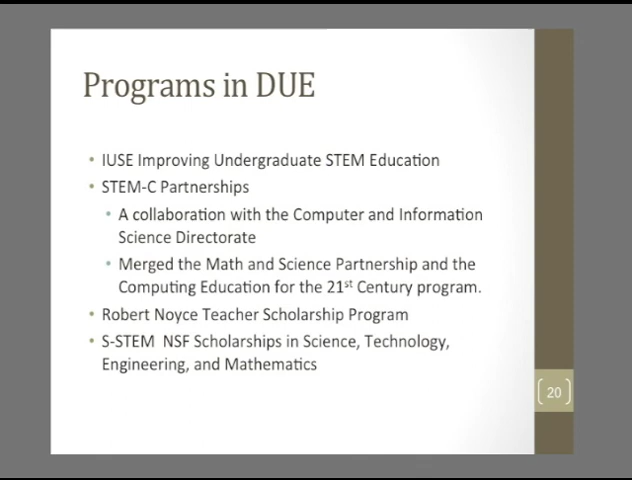 Programs in DUE
• IUSE Improving Undergraduate STEM Education
• STEM-C Partnerships
• A collaboration with the Computer and Information
Science Directorate
• Merged the Math and Science Partnership and the
Computing Education for the 21st Century program.
• Robert Noyce Teacher Scholarship Program
• S-STEM NSF Scholarships in Science, Technology,
Engineering, and Mathematics
20